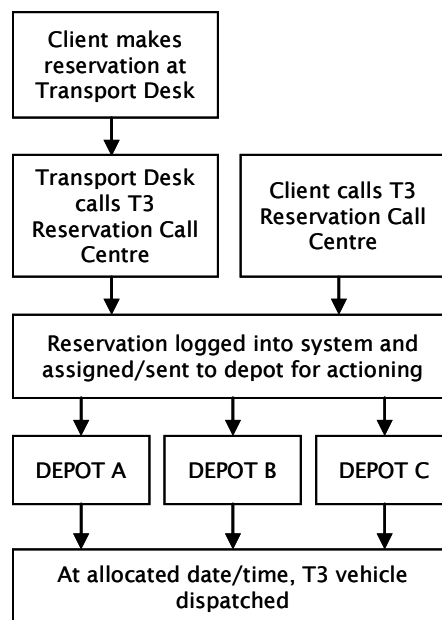 Client makes
reservation at
Transport Desk
Transport Desk
calls T3
Reservation Call
Centre
Client calls T3
Reservation Call
Centre
Reservation logged into system and
assigned/sent to depot for actioning
DEPOT A
DEPOT B
DEPOT C
At allocated date/time, T3 vehicle
dispatched